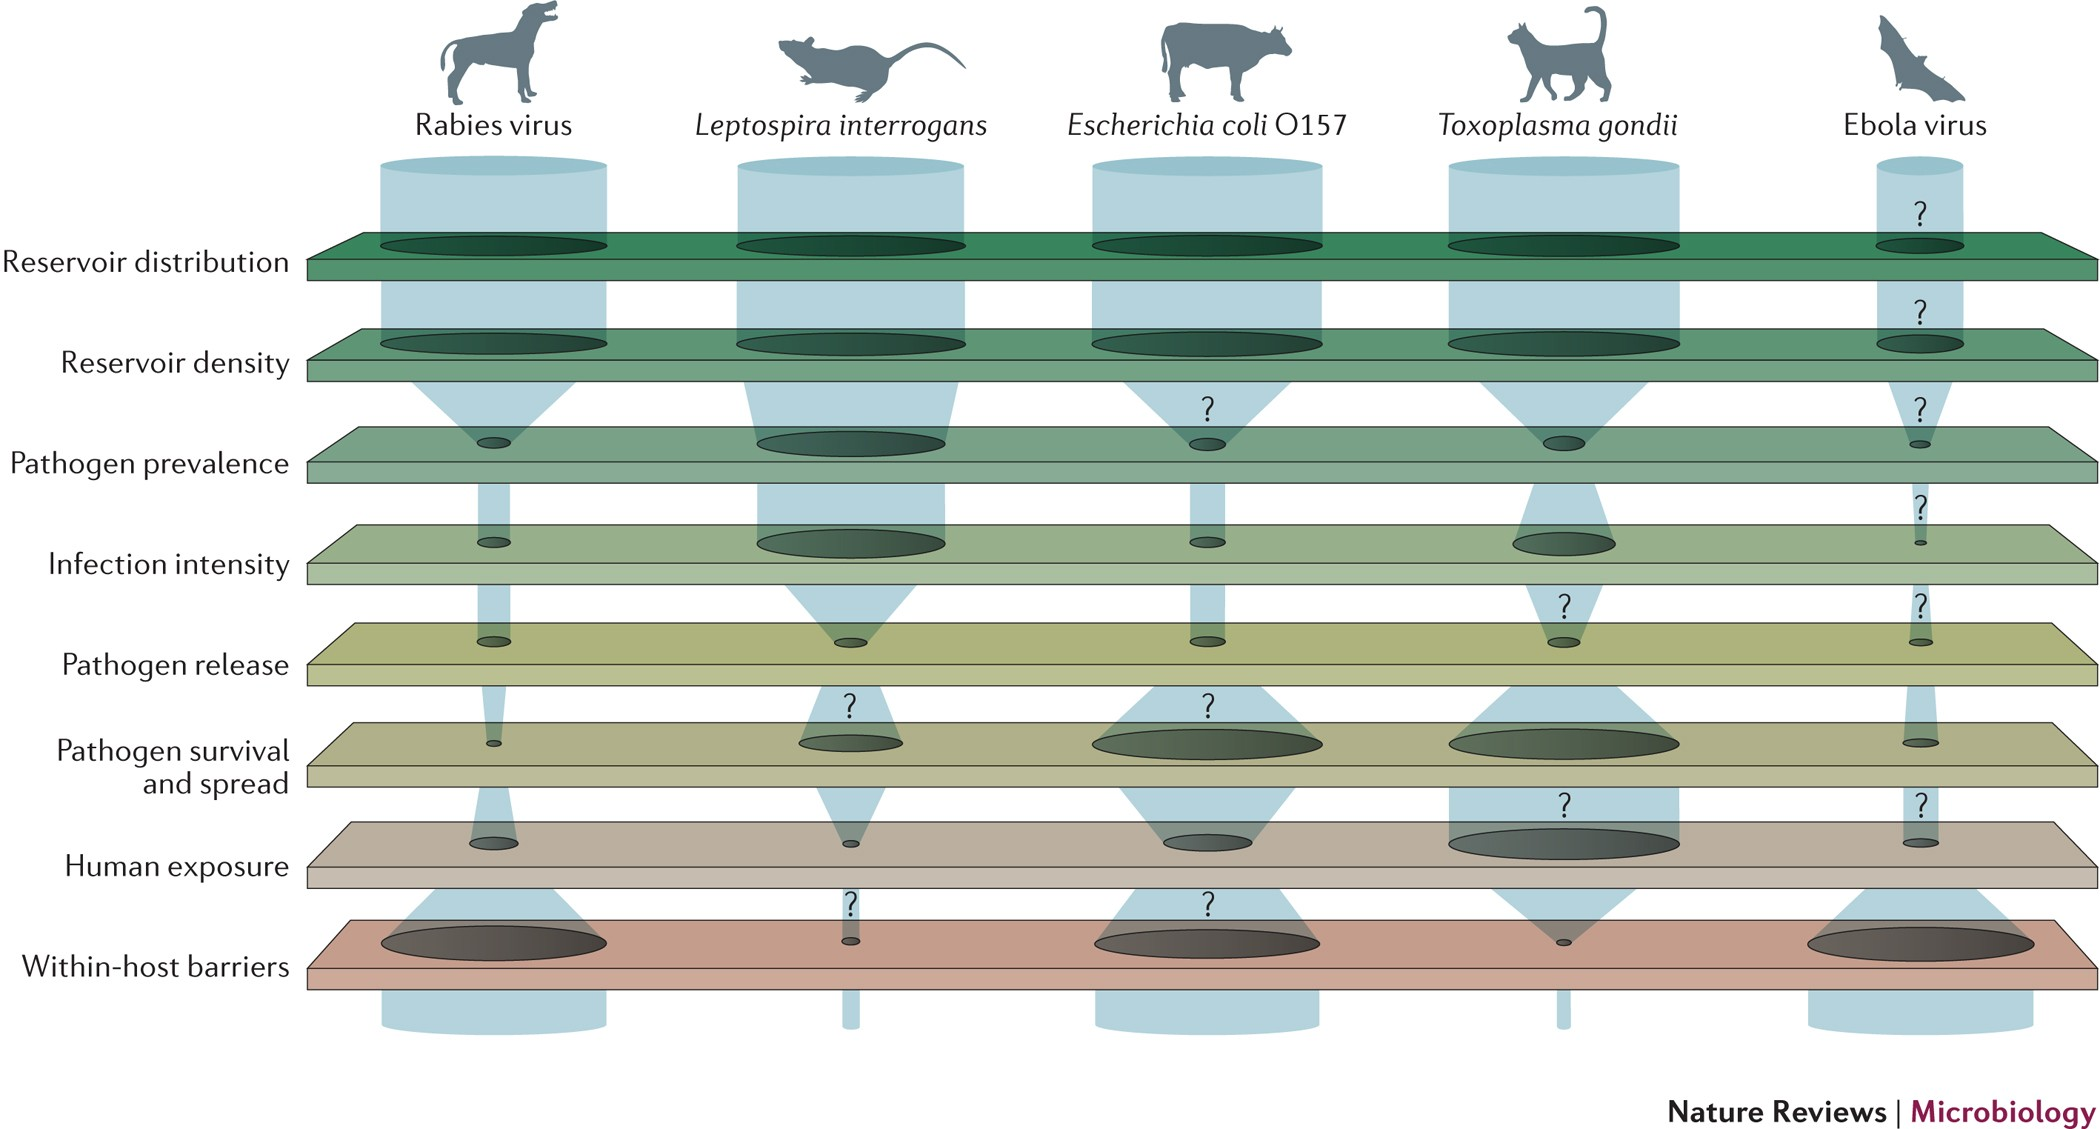 Rabies virus
Leptospira interrogans
Escherichia coli O157
Toxoplasma gondii
Ebola virus
?
Reservoir distribution
?
Reservoir density
?
?
Pathogen prevalence
?
Infection intensity
?
?
Pathogen release
?
?
Pathogen survival
and spread
?
?
Human exposure
?
?
Within-host barriers
Nature Reviews | Microbiology